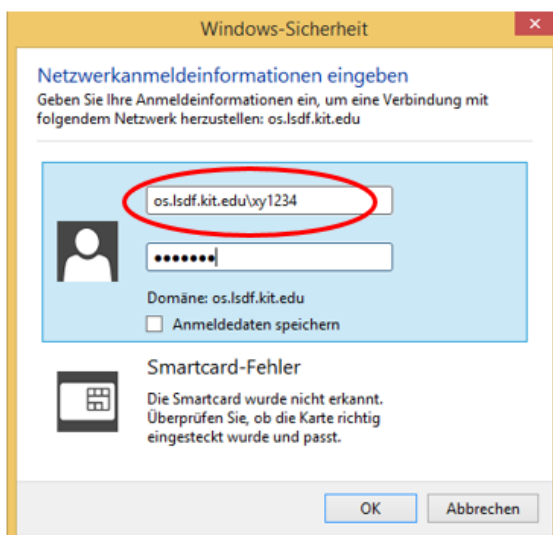 Windows-Sicherheit
Netzwerkanmeldeinformationen eingeben
Geben Sie Ihre Anmeldeinformationen ein, um eine Verbindung mit
folgendem Netzwerk herzustellen: os.lsdf.kit.edu
os.lsdf.kit.edu\xy1234
•••••••
Domäne: os.lsdf.kit.edu
Anmeldedaten speichern
Smartcard-Fehler
Die Smartcard wurde nicht erkannt.
Überprüfen Sie, ob die Karte richtig
eingesteckt wurde und passt.
OK Abbrechen